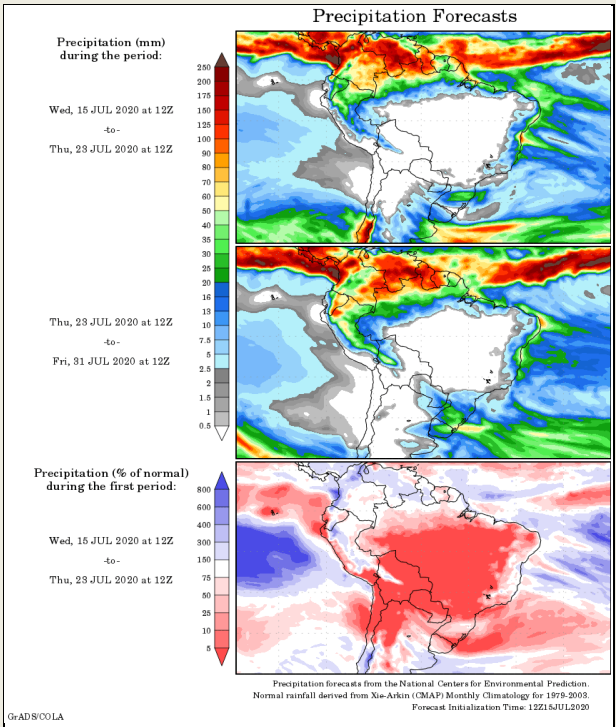 Precipitation Forecasts
Precipitation (mm)
during the period:
Wed, 15 JUL 2020 at 12Z
-to-
Thu, 23 JUL 2020 at 12Z
250
200
175
150
125
100
90
80
70
60
50
40
35
30
25
20
16
13
10
7.5
5
2.5
2
1.5
1
0.5
Thu, 23 JUL 2020 at 12Z
-to-
Fri, 31 JUL 2020 at 12Z
Precipitation (% of normal)
during the first period:
Wed, 15 JUL 2020 at 12Z
-to-
Thu, 23 JUL 2020 at 12Z
800
600
400
300
150
75
50
25
10
5
Precipitation forecasts from the National Centers for Environmental Prediction.
Normal rainfall derived from Xie-Arkin (CMAP) Monthly Climatology for 1979-2003.
Forecast Initialization Time: 12Z15JUL2020
GrADS/COLA